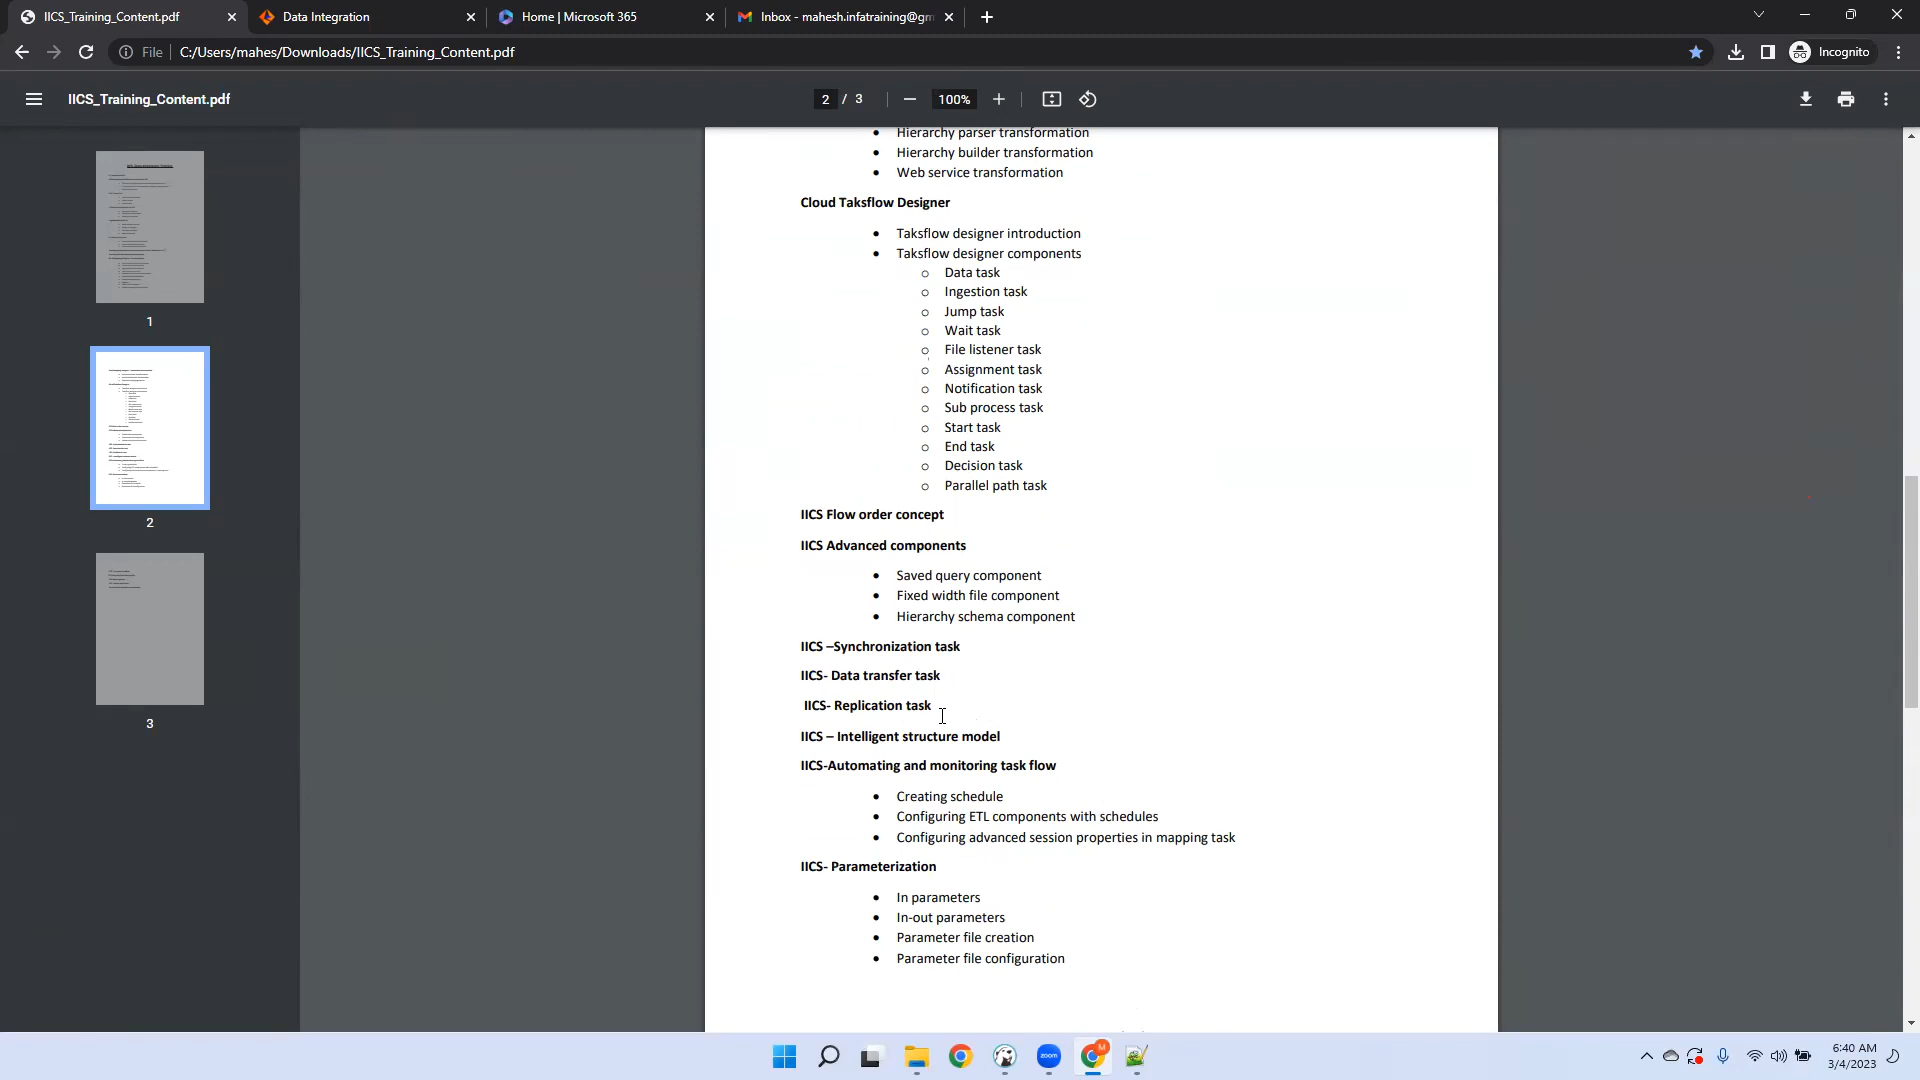 IICS_Training_Content.pdf
Data Integration
Home | Microsoft 365
Inbox - mahesh.infatraining@gm
File
C:/Users/mahes/Downloads/IICS_Training_Content.pdf
Incognito
IICS_Training_Content.pdf
2 / 3
100%
1
2
3
• Hierarchy parser transformation
• Hierarchy builder transformation
• Web service transformation
Cloud Taksflow Designer
• Taksflow designer introduction
• Taksflow designer components
o Data task
o Ingestion task
o Jump task
o Wait task
o File listener task
o Assignment task
o Notification task
o Sub process task
o Start task
o End task
o Decision task
o Parallel path task
IICS Flow order concept
IICS Advanced components
• Saved query component
• Fixed width file component
• Hierarchy schema component
IICS –Synchronization task
IICS- Data transfer task
IICS- Replication task
IICS – Intelligent structure model
IICS-Automating and monitoring task flow
• Creating schedule
• Configuring ETL components with schedules
• Configuring advanced session properties in mapping task
IICS- Parameterization
• In parameters
• In-out parameters
• Parameter file creation
• Parameter file configuration
zoom
M
6:40 AM
3/4/2023